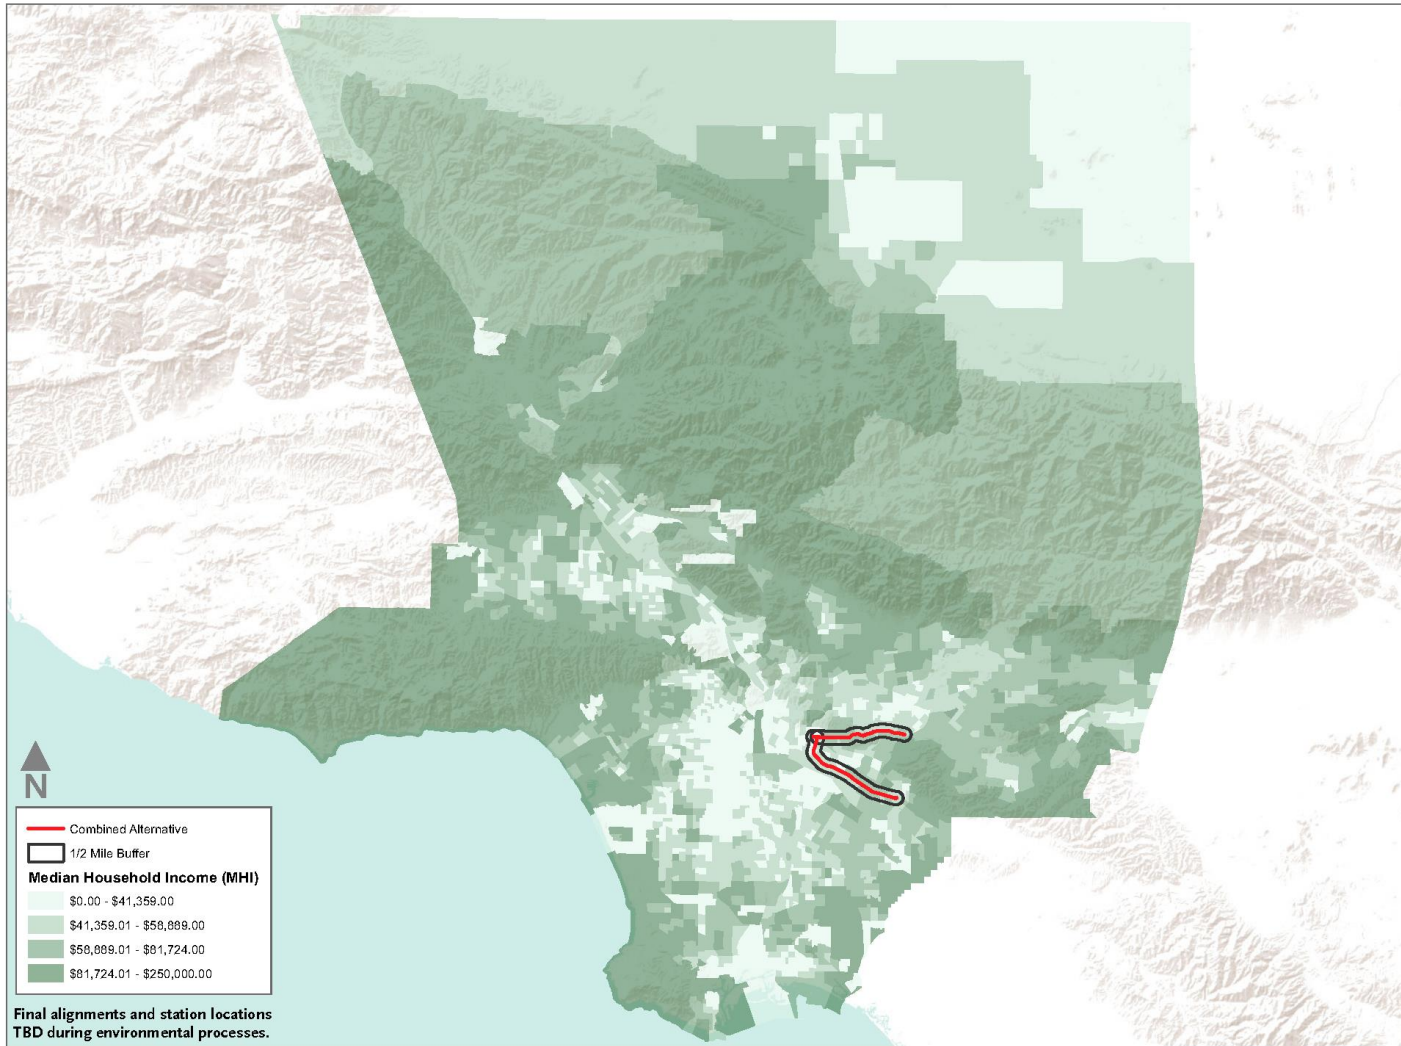 N
Combined Alternative
1/2 Mile Buffer
Median Household Income (MHI)
$0.00 - $41,359.00
$41,359.01 - $58,889.00
$58,889.01 - $81,724.00
$81,724.01 - $250,000.00
Final alignments and station locations
TBD during environmental processes.